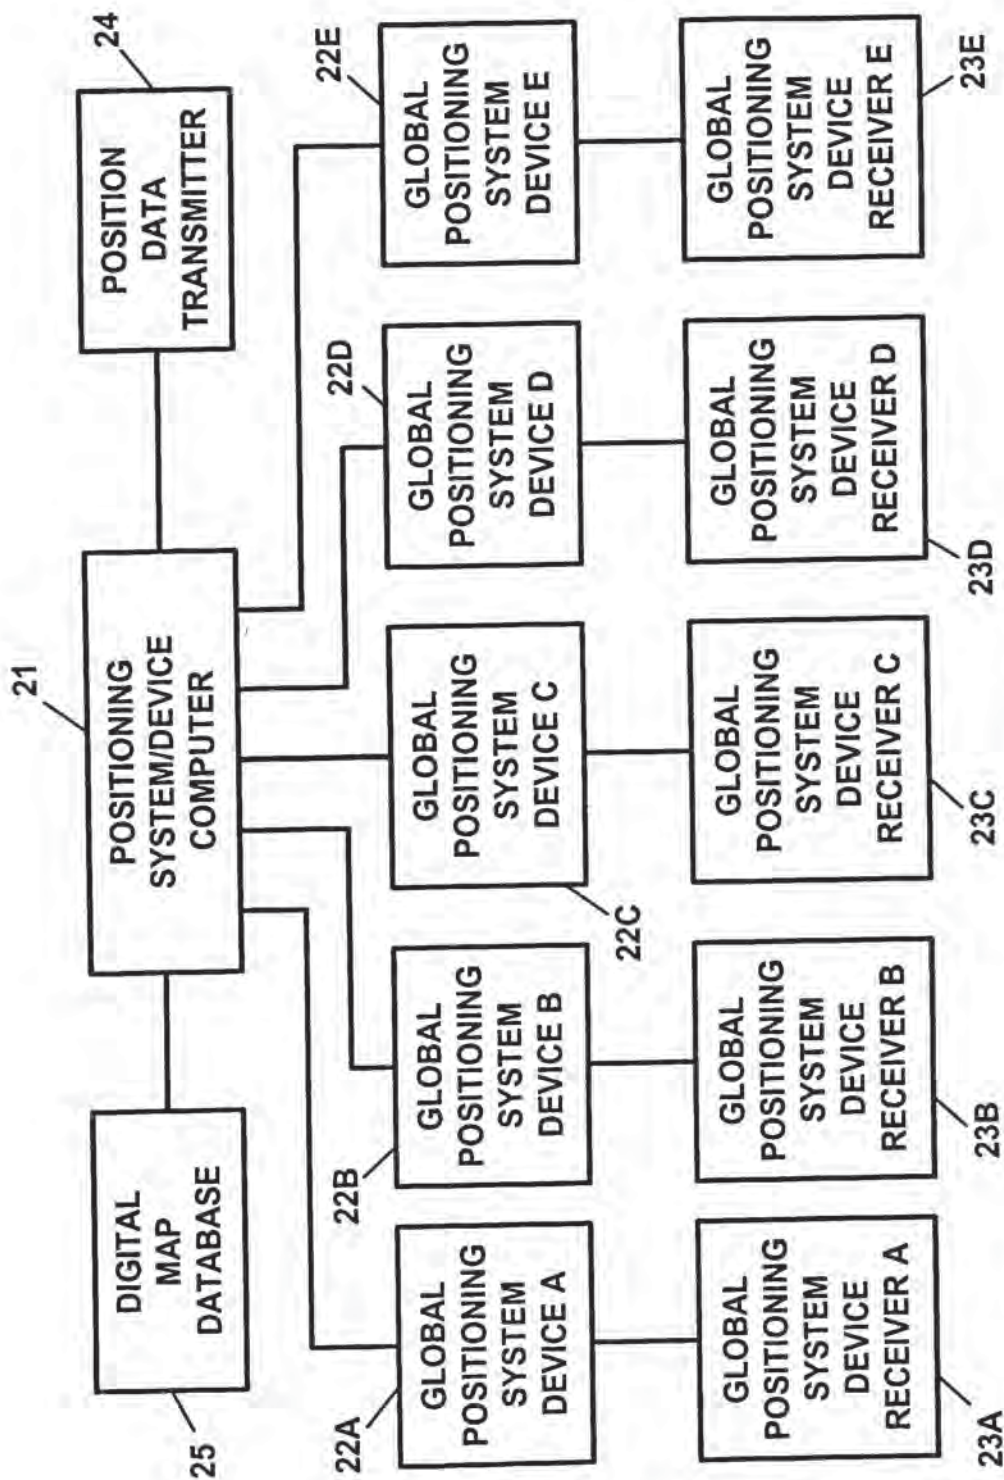 25
DIGITAL
MAP
DATABASE
21
POSITIONING
SYSTEM/DEVICE
COMPUTER
24
POSITION
DATA
TRANSMITTER
22A
GLOBAL
POSITIONING
SYSTEM
DEVICE A
22B
GLOBAL
POSITIONING
SYSTEM
DEVICE B
22C
GLOBAL
POSITIONING
SYSTEM
DEVICE C
22D
GLOBAL
POSITIONING
SYSTEM
DEVICE D
22E
GLOBAL
POSITIONING
SYSTEM
DEVICE E
23A
GLOBAL
POSITIONING
SYSTEM
DEVICE
RECEIVER A
23B
GLOBAL
POSITIONING
SYSTEM
DEVICE
RECEIVER B
23C
GLOBAL
POSITIONING
SYSTEM
DEVICE
RECEIVER C
23D
GLOBAL
POSITIONING
SYSTEM
DEVICE
RECEIVER D
23E
GLOBAL
POSITIONING
SYSTEM
DEVICE
RECEIVER E